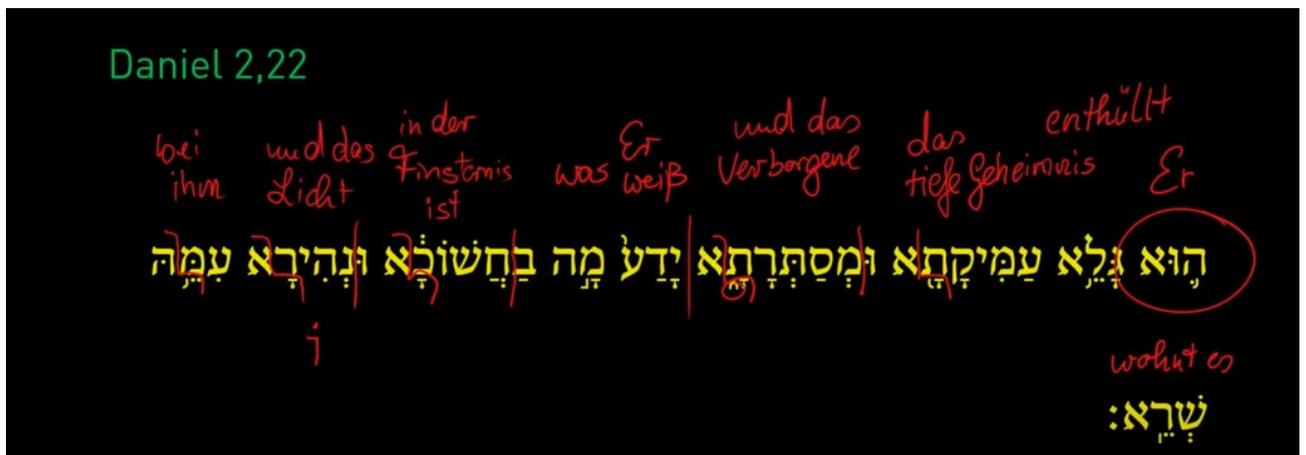 Daniel 2,22
bei ihm
und das Licht
in der Finsternis ist
was
Er weiß
und das Verborgene
das tiefe Geheimnis
enthüllt
Er
ה֛וּא גָּלֵ֥א עַמִּיקָתָ֖א וּמְסַתְּרָתָ֑א יָדַע֙ מָ֣ה בַחֲשׁוֹכָ֔א וּנְהִירָ֖א עִמֵּ֥הּ
ו
wohnt es
שְׁרֵֽא׃